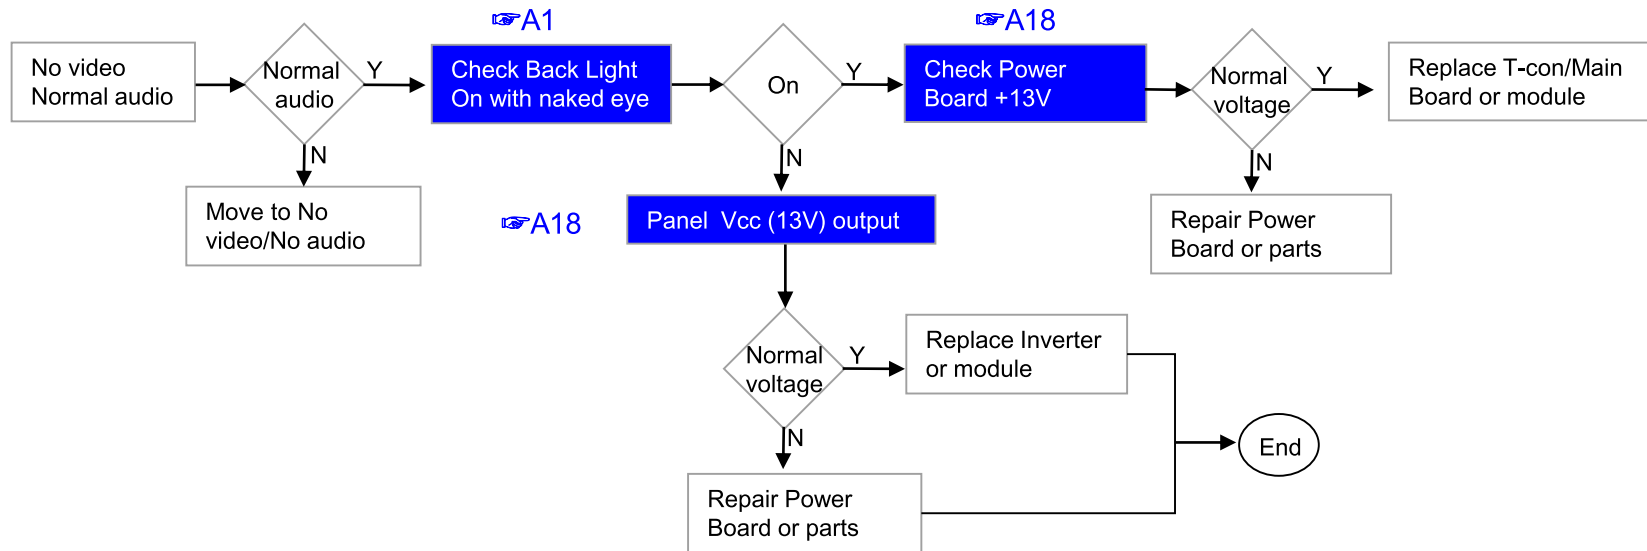 ☞A1
☞A18
No video
Normal audio
Normal
audio
Y
N
Move to No
video/No audio
Check Back Light
On with naked eye
On
Y
N
Check Power
Board +13V
Normal
voltage
Y
N
Replace T-con/Main
Board or module
Repair Power
Board or parts
☞A18
Panel  Vcc (13V) output
Normal
voltage
Y
N
Replace Inverter
or module
Repair Power
Board or parts
End